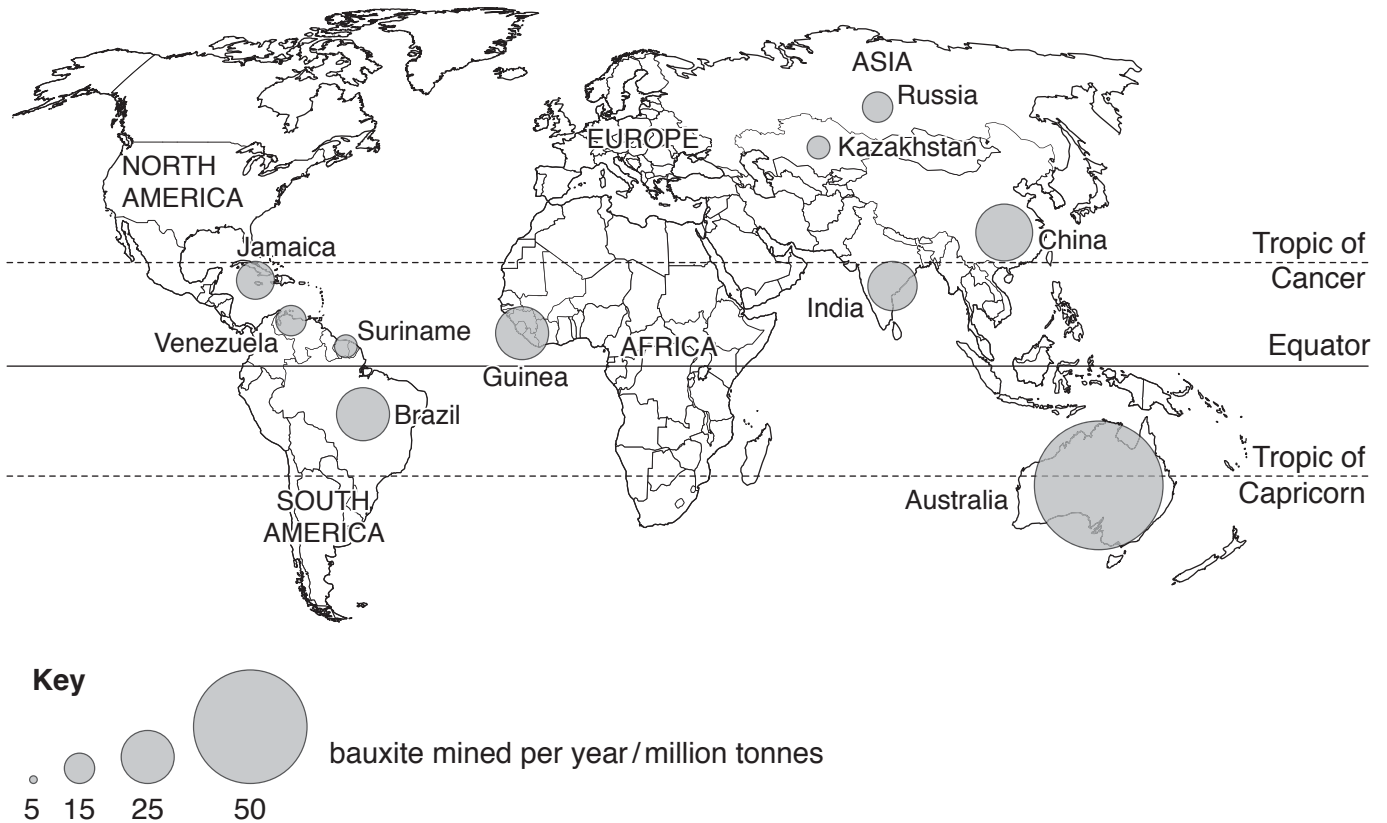 ASIA
Russia
EUROPE
Kazakhstan
NORTH
AMERICA
Jamaica
China
Tropic of
Cancer
India
Suriname
Venezuela
AFRICA
Equator
Guinea
Brazil
Tropic of
Capricorn
SOUTH
AMERICA
Australia
Key
bauxite mined per year / million tonnes
5 15 25 50